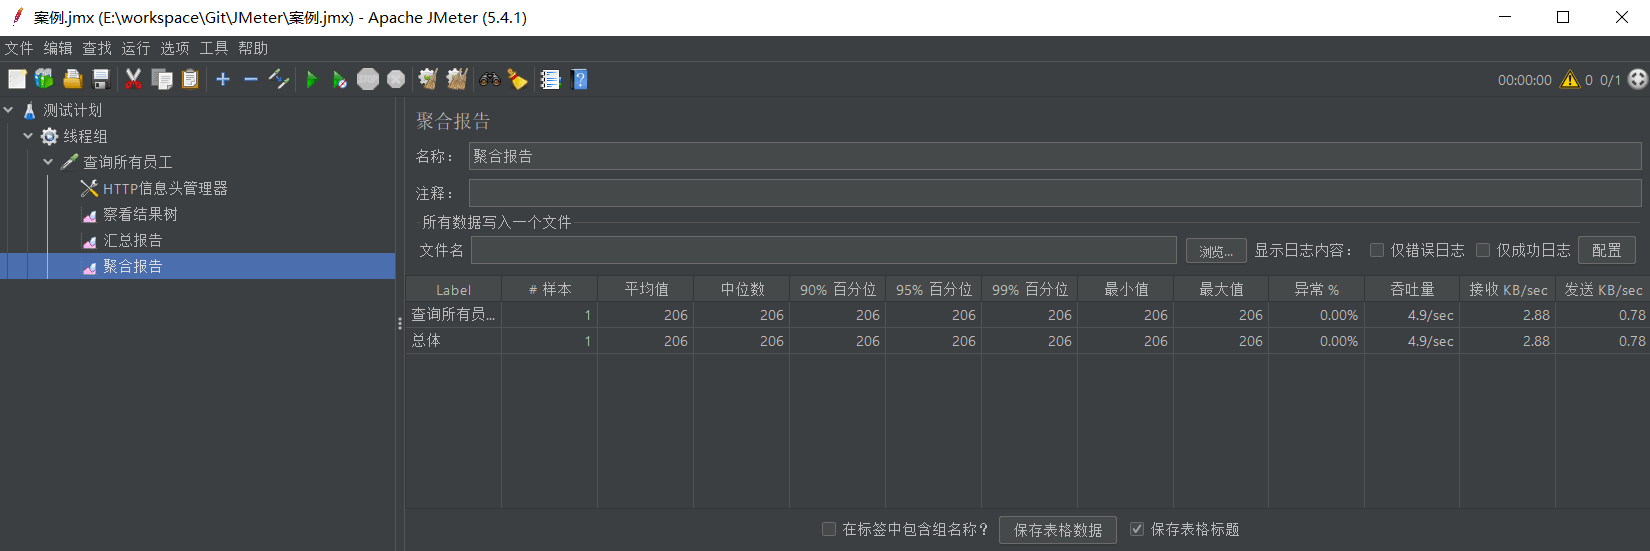 案例.jmx (E:\workspace\Git\JMeter\案例.jmx) - Apache JMeter (5.4.1)
文件 编辑 查找 运行 选项 工具 帮助
00:00:00 0 0/1
测试计划
线程组
查询所有员工
HTTP信息头管理器
察看结果树
汇总报告
聚合报告
聚合报告
名称： 聚合报告
注释：
所有数据写入一个文件
文件名 浏览... 显示日志内容： 仅错误日志 仅成功日志 配置
Label # 样本 平均值 中位数 90% 百分位 95% 百分位 99% 百分位 最小值 最大值 异常 % 吞吐量 接收 KB/sec 发送 KB/sec
查询所有员... 1 206 206 206 206 206 206 206 0.00% 4.9/sec 2.88 0.78
总体 1 206 206 206 206 206 206 206 0.00% 4.9/sec 2.88 0.78
在标签中包含组名称？ 保存表格数据 保存表格标题